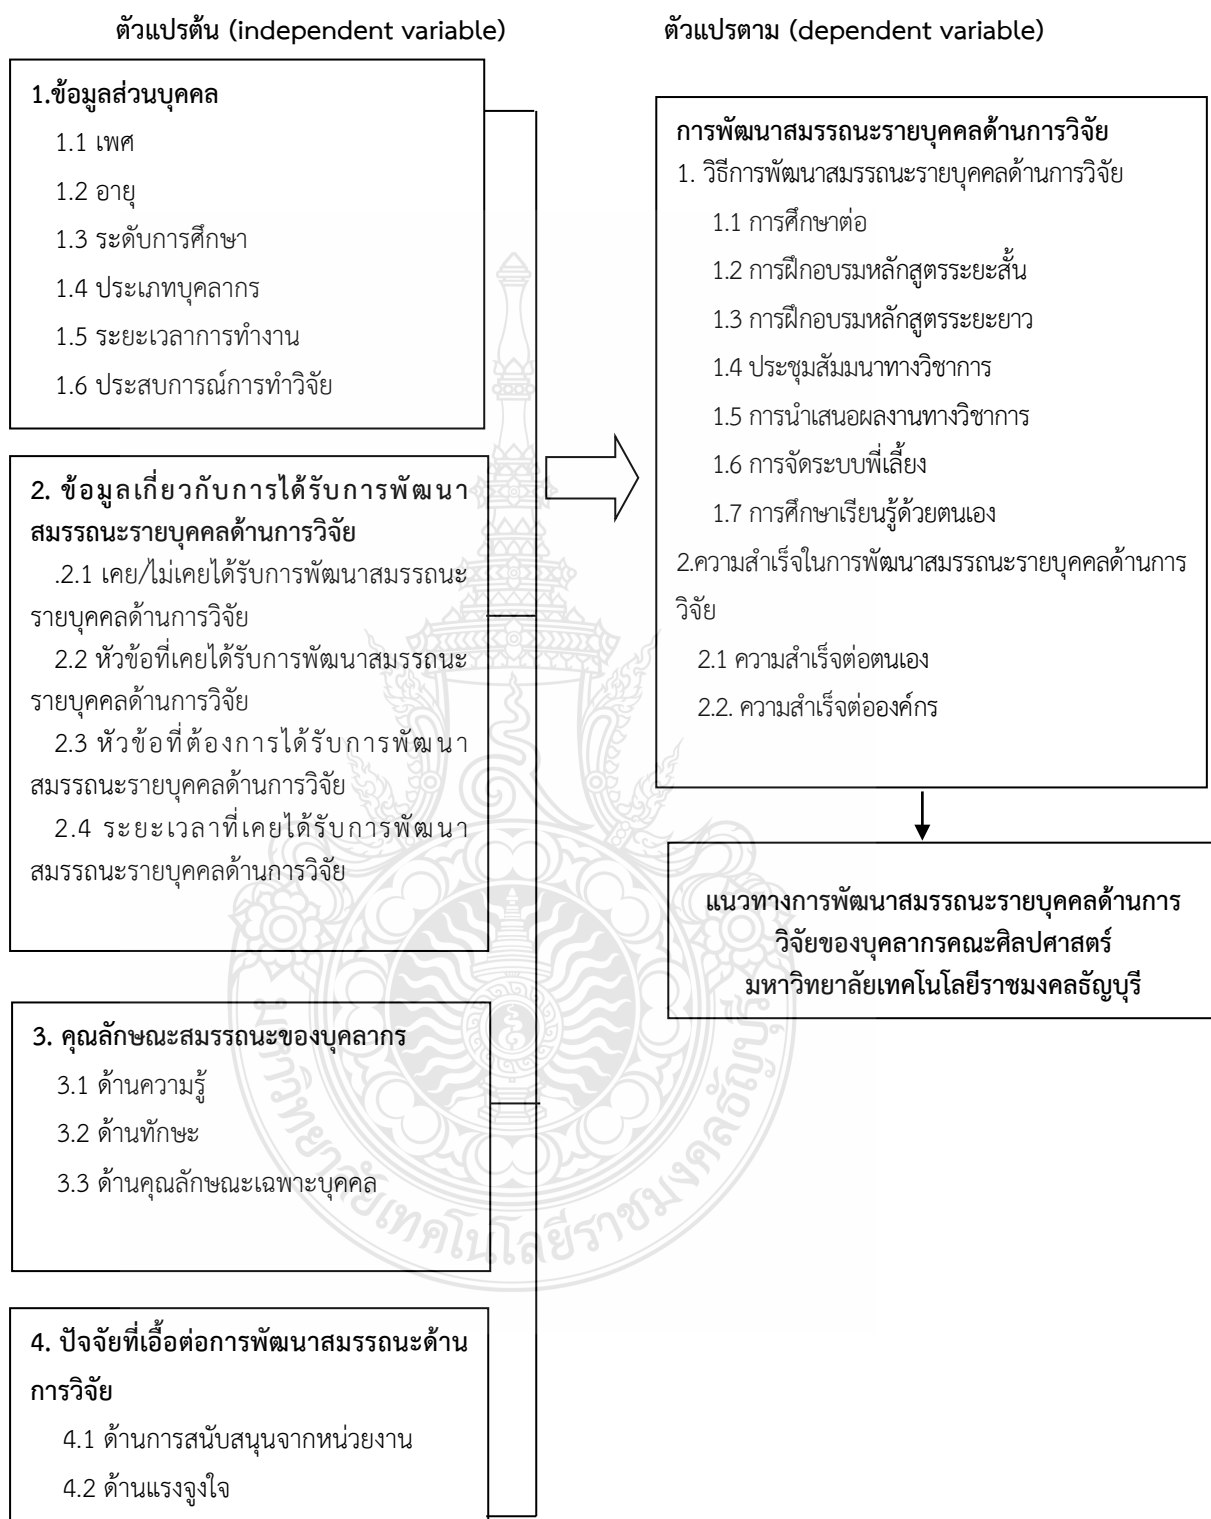 ตัวแปรต้น (independent variable)
ตัวแปรตาม (dependent variable)
1.ข้อมูลส่วนบุคคล
1.1 เพศ
1.2 อายุ
1.3 ระดับการศึกษา
1.4 ประเภทบุคลากร
1.5 ระยะเวลาการทำงาน
1.6 ประสบการณ์การทำวิจัย
2. ข้อมูลเกี่ยวกับการได้รับการพัฒนา
สมรรถนะรายบุคคลด้านการวิจัย
.2.1 เคย/ไม่เคยได้รับการพัฒนาสมรรถนะ
รายบุคคลด้านการวิจัย
2.2 หัวข้อที่เคยได้รับการพัฒนาสมรรถนะ
รายบุคคลด้านการวิจัย
2.3 หัวข้อที่ต้องการได้รับการพัฒนา
สมรรถนะรายบุคคลด้านการวิจัย
2.4 ระยะเวลาที่เคยได้รับการพัฒนา
สมรรถนะรายบุคคลด้านการวิจัย
3. คุณลักษณะสมรรถนะของบุคลากร
3.1 ด้านความรู้
3.2 ด้านทักษะ
3.3 ด้านคุณลักษณะเฉพาะบุคคล
4. ปัจจัยที่เอื้อต่อการพัฒนาสมรรถนะด้าน
การวิจัย
4.1 ด้านการสนับสนุนจากหน่วยงาน
4.2 ด้านแรงจูงใจ
การพัฒนาสมรรถนะรายบุคคลด้านการวิจัย
1. วิธีการพัฒนาสมรรถนะรายบุคคลด้านการวิจัย
1.1 การศึกษาต่อ
1.2 การฝึกอบรมหลักสูตรระยะสั้น
1.3 การฝึกอบรมหลักสูตรระยะยาว
1.4 ประชุมสัมมนาทางวิชาการ
1.5 การนำเสนอผลงานทางวิชาการ
1.6 การจัดระบบพี่เลี้ยง
1.7 การศึกษาเรียนรู้ด้วยตนเอง
2.ความสำเร็จในการพัฒนาสมรรถนะรายบุคคลด้านการ
วิจัย
2.1 ความสำเร็จต่อตนเอง
2.2. ความสำเร็จต่อองค์กร
แนวทางการพัฒนาสมรรถนะรายบุคคลด้านการ
วิจัยของบุคลากรคณะศิลปศาสตร์
มหาวิทยาลัยเทคโนโลยีราชมงคลธัญบุรี
มหาวิทยาลัยเทคโนโลยีราชมงคลธัญบุรี